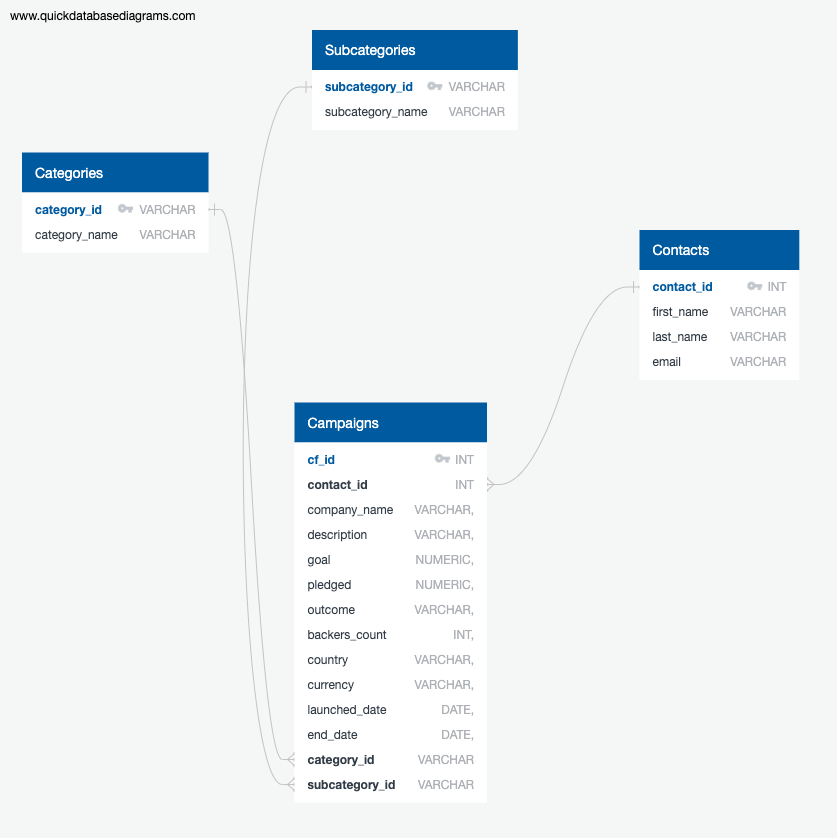 www.quickdatabasediagrams.com
Subcategories
subcategory_id VARCHAR
subcategory_name VARCHAR
Categories
category_id VARCHAR
category_name VARCHAR
Contacts
contact_id INT
first_name VARCHAR
last_name VARCHAR
email VARCHAR
Campaigns
cf_id INT
contact_id INT
company_name VARCHAR,
description VARCHAR,
goal NUMERIC,
pledged NUMERIC,
outcome VARCHAR,
backers_count INT,
country VARCHAR,
currency VARCHAR,
launched_date DATE,
end_date DATE,
category_id VARCHAR
subcategory_id VARCHAR